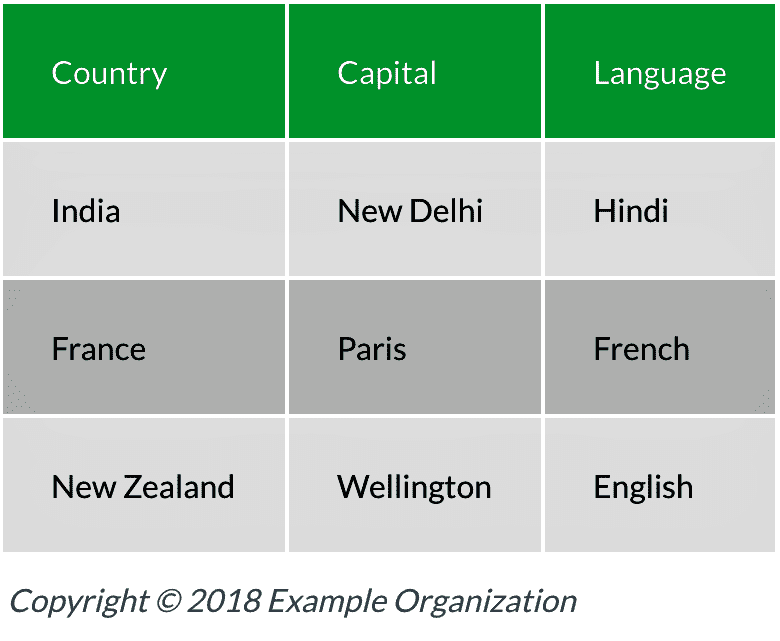 Country Capital Language
India New Delhi Hindi
France Paris French
New Zealand Wellington English
Copyright © 2018 Example Organization